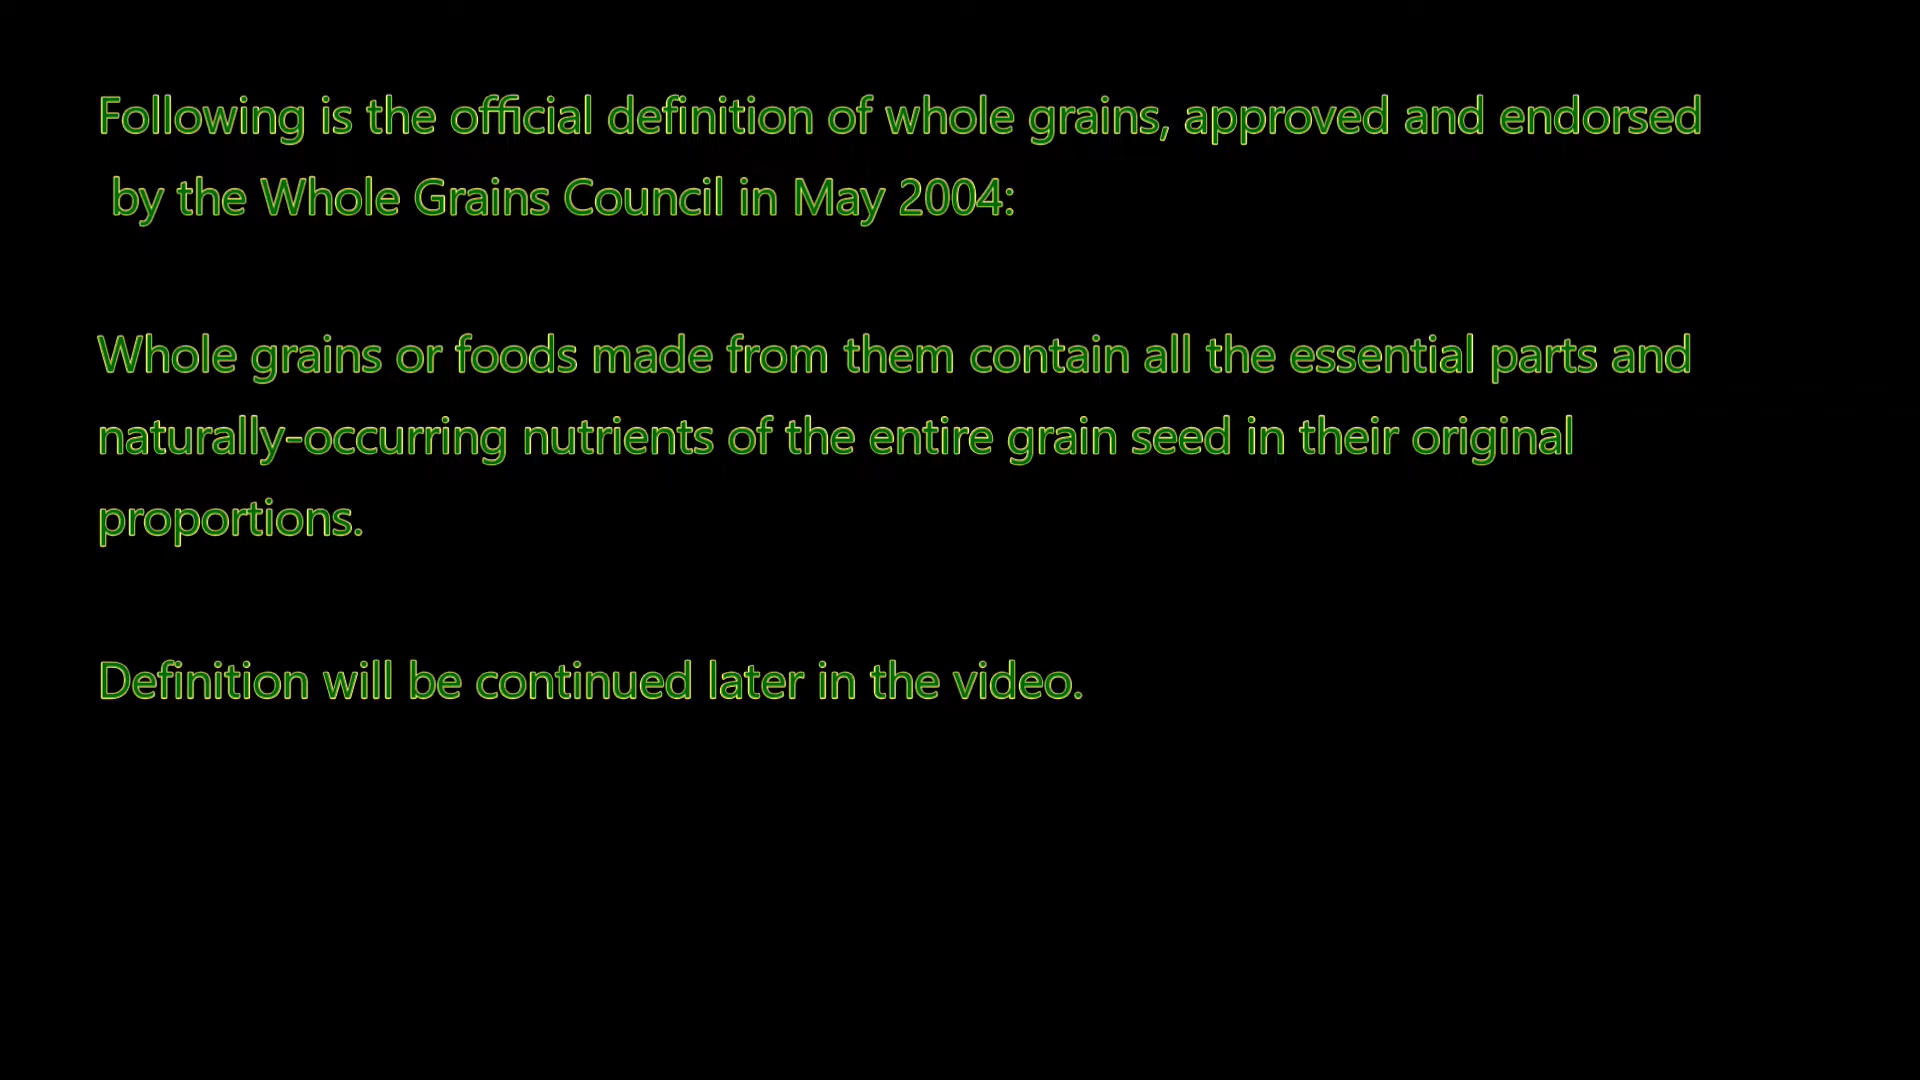 Following is the official definition of whole grains, approved and endorsed
by the Whole Grains Council in May 2004:
Whole grains or foods made from them contain all the essential parts and
naturally-occurring nutrients of the entire grain seed in their original
proportions.
Definition will be continued later in the video.